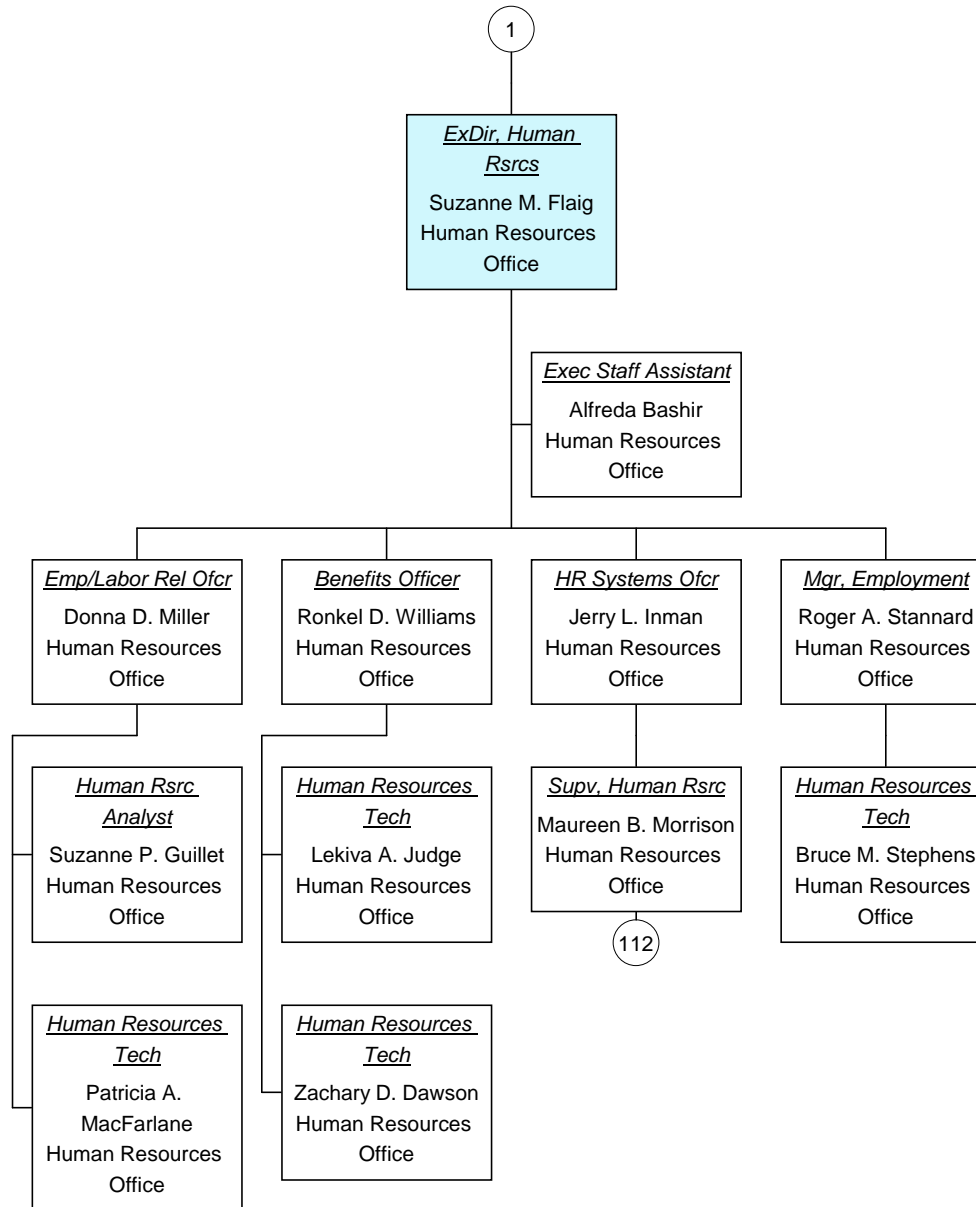 1
ExDir, Human
Rsrcs
Suzanne M. Flaig
Human Resources
Office
Exec Staff Assistant
Alfreda Bashir
Human Resources
Office
Emp/Labor Rel Ofcr
Donna D. Miller
Human Resources
Office
Benefits Officer
Ronkel D. Williams
Human Resources
Office
HR Systems Ofcr
Jerry L. Inman
Human Resources
Office
Mgr, Employment
Roger A. Stannard
Human Resources
Office
Human Rsrc
Analyst
Suzanne P. Guillet
Human Resources
Office
Human Resources
Tech
Lekiva A. Judge
Human Resources
Office
Supv, Human Rsrc
Maureen B. Morrison
Human Resources
Office
112
Human Resources
Tech
Bruce M. Stephens
Human Resources
Office
Human Resources
Tech
Patricia A.
MacFarlane
Human Resources
Office
Human Resources
Tech
Zachary D. Dawson
Human Resources
Office